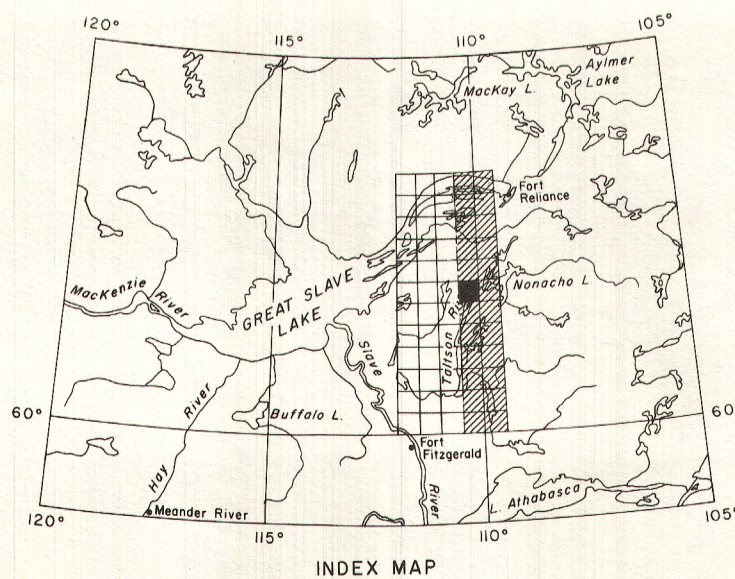 120°
115°
110°
105°
Aylmer
Lake
MacKay L.
Fort
Reliance
MacKenzie
River
GREAT SLAVE
LAKE
Nonacho L.
Taltson Ri
Slave
River
Hay
River
Buffalo L.
60°
60
Fort
Fitzgerald
L. Athabasca
Meander River
120°
115°
110°
105°
INDEX MAP